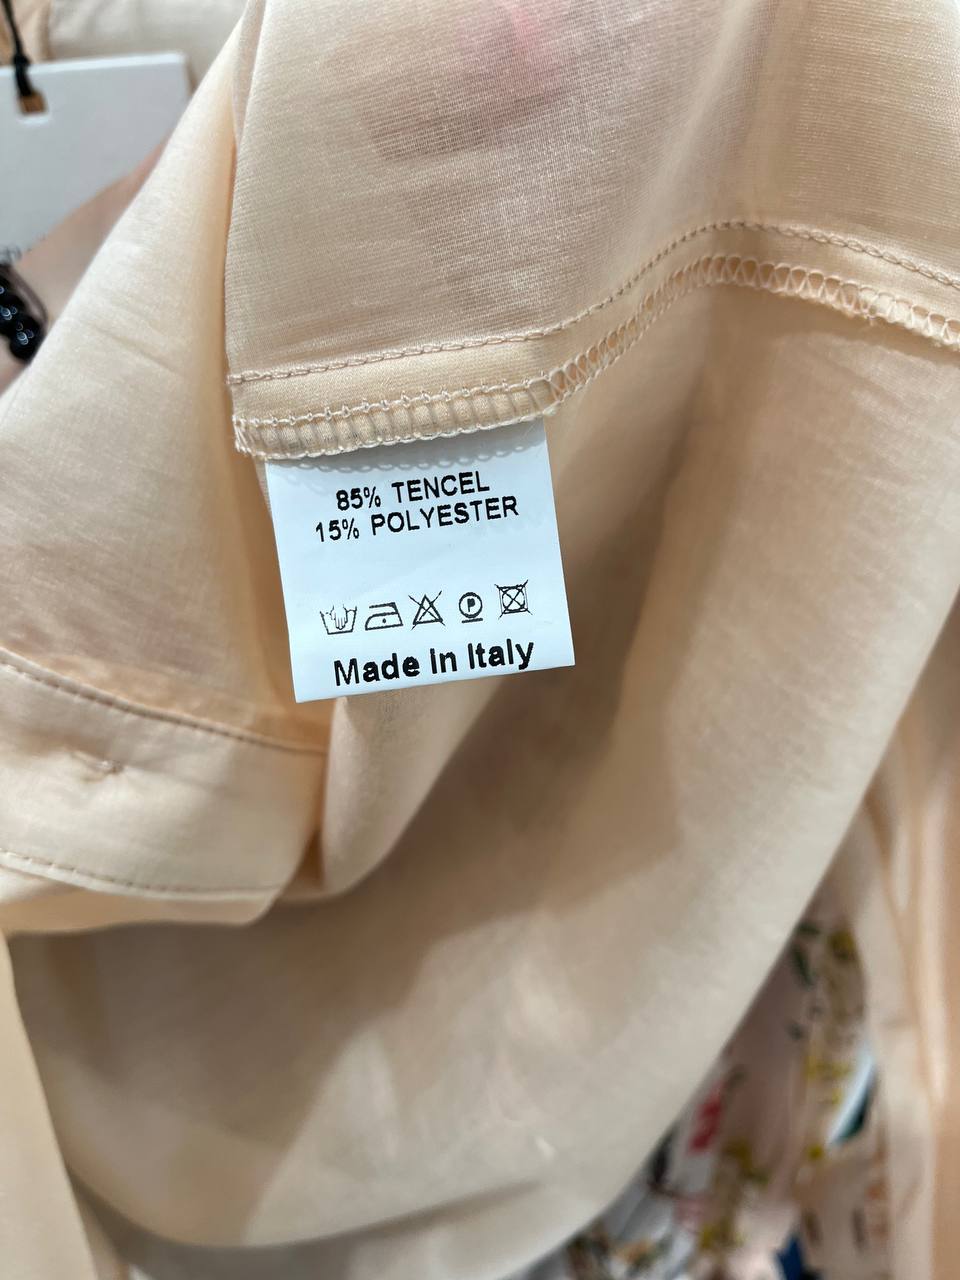 85% TENCEL
15% POLYESTER
P
Made In Italy